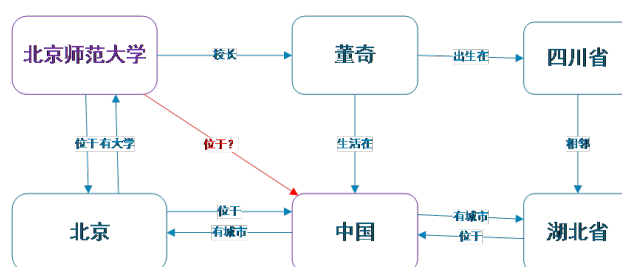 北京师范大学
校长
董奇
出生在
四川省
位于有大学
位于?
生活在
相邻
北京
位于
有城市
中国
有城市
位于
湖北省